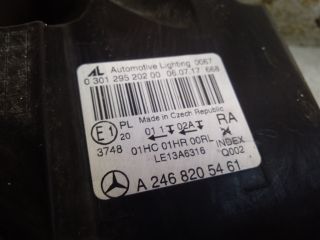 AL Automotive Lighting 0067
0 301 295 202 00 06.07.17 668
Made in Czech Republic
E1 PL 01 1 02A RA
20
3748 01HC 01HR 00RL INDEX
LE13A6316 Q002
A 246 820 54 61